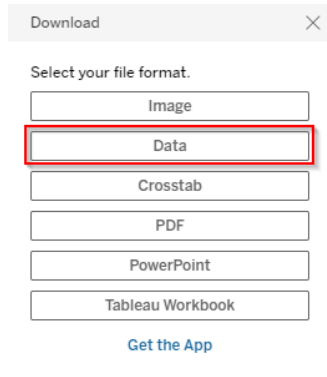 Download
Select your file format.
Image
Data
Crosstab
PDF
PowerPoint
Tableau Workbook
Get the App